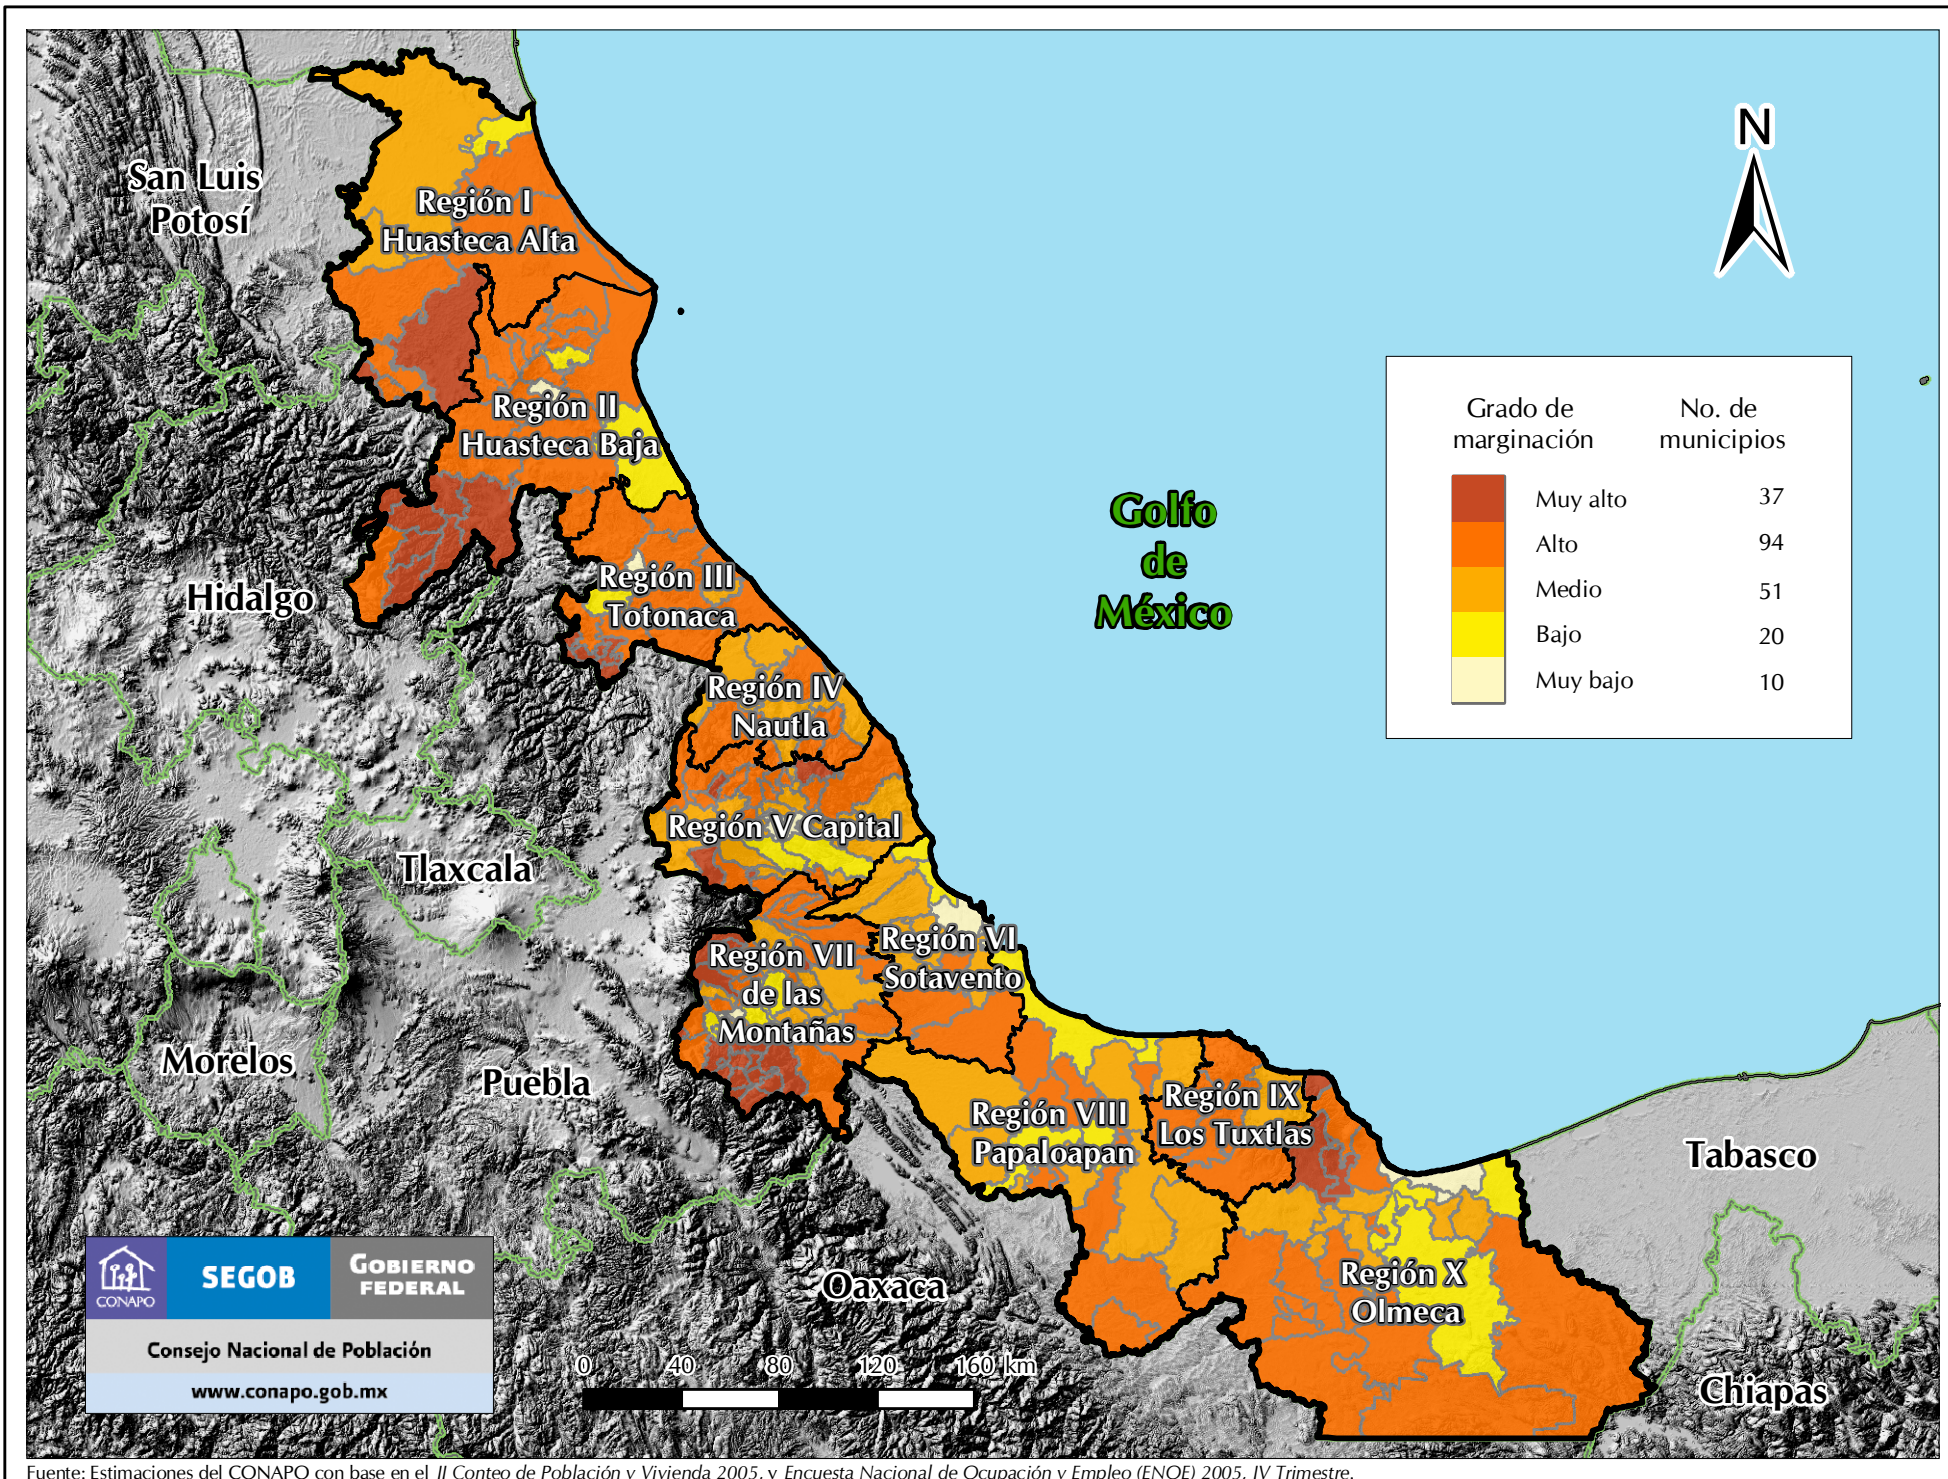 San Luis
Potosí
Región I
Huasteca Alta
N
Región II
Huasteca Baja
Grado de
marginación
No. de
municipios
Muy alto 37
Alto 94
Medio 51
Bajo 20
Muy bajo 10
Golfo
de
México
Hidalgo
Región III
Totonaca
Región IV
Nautla
Región V Capital
Tlaxcala
Región VI
Sotavento
Región VII
de las
Montañas
Morelos
Puebla
Región VIII
Papaloapan
Región IX
Los Tuxtlas
Tabasco
Oaxaca
Región X
Olmeca
Chiapas
CONAPO
SEGOB
GOBIERNO
FEDERAL
Consejo Nacional de Población
www.conapo.gob.mx
0 40 80 120 160 km
Fuente: Estimaciones del CONAPO con base en el II Conteo de Población y Vivienda 2005, y Encuesta Nacional de Ocupación y Empleo (ENOE) 2005, IV Trimestre.